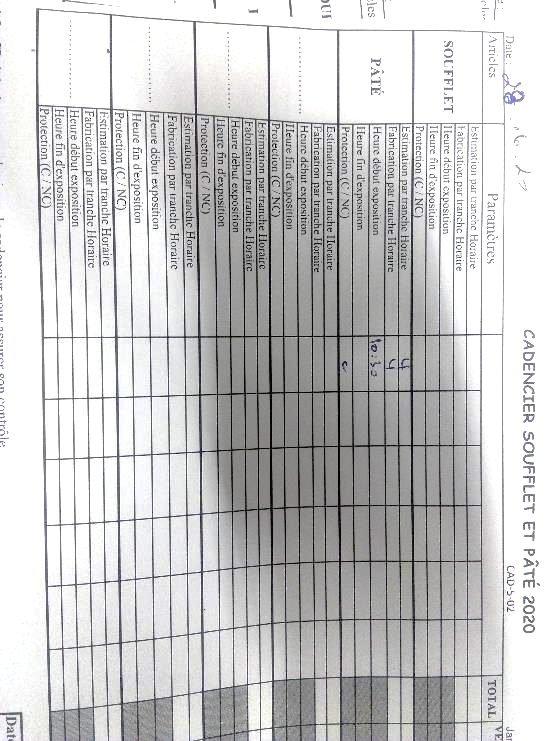 CADENCIER SOUFFLET ET PÂTÉ 2020
CAD-5-02
Date : 28
Articles Paramètres TOTAL VE
SOUFFLET
Estimation par tranche Horaire
Fabrication par tranche Horaire
Heure début exposition
Heure fin d'exposition
Protection (C / NC)
PÂTÉ
Estimation par tranche Horaire 4
Fabrication par tranche Horaire 4
Heure début exposition 10:30
Heure fin d'exposition
Protection (C / NC) c
Estimation par tranche Horaire
Fabrication par tranche Horaire
Heure début exposition
Heure fin d'exposition
Protection (C / NC)
Estimation par tranche Horaire
Fabrication par tranche Horaire
Heure début exposition
Heure fin d'exposition
Protection (C / NC)
Estimation par tranche Horaire
Fabrication par tranche Horaire
Heure début exposition
Heure fin d'exposition
Protection (C / NC)
Estimation par tranche Horaire
Fabrication par tranche Horaire
Heure début exposition
Heure fin d'exposition
Protection (C / NC)
pour assurer son contrôle
Dat